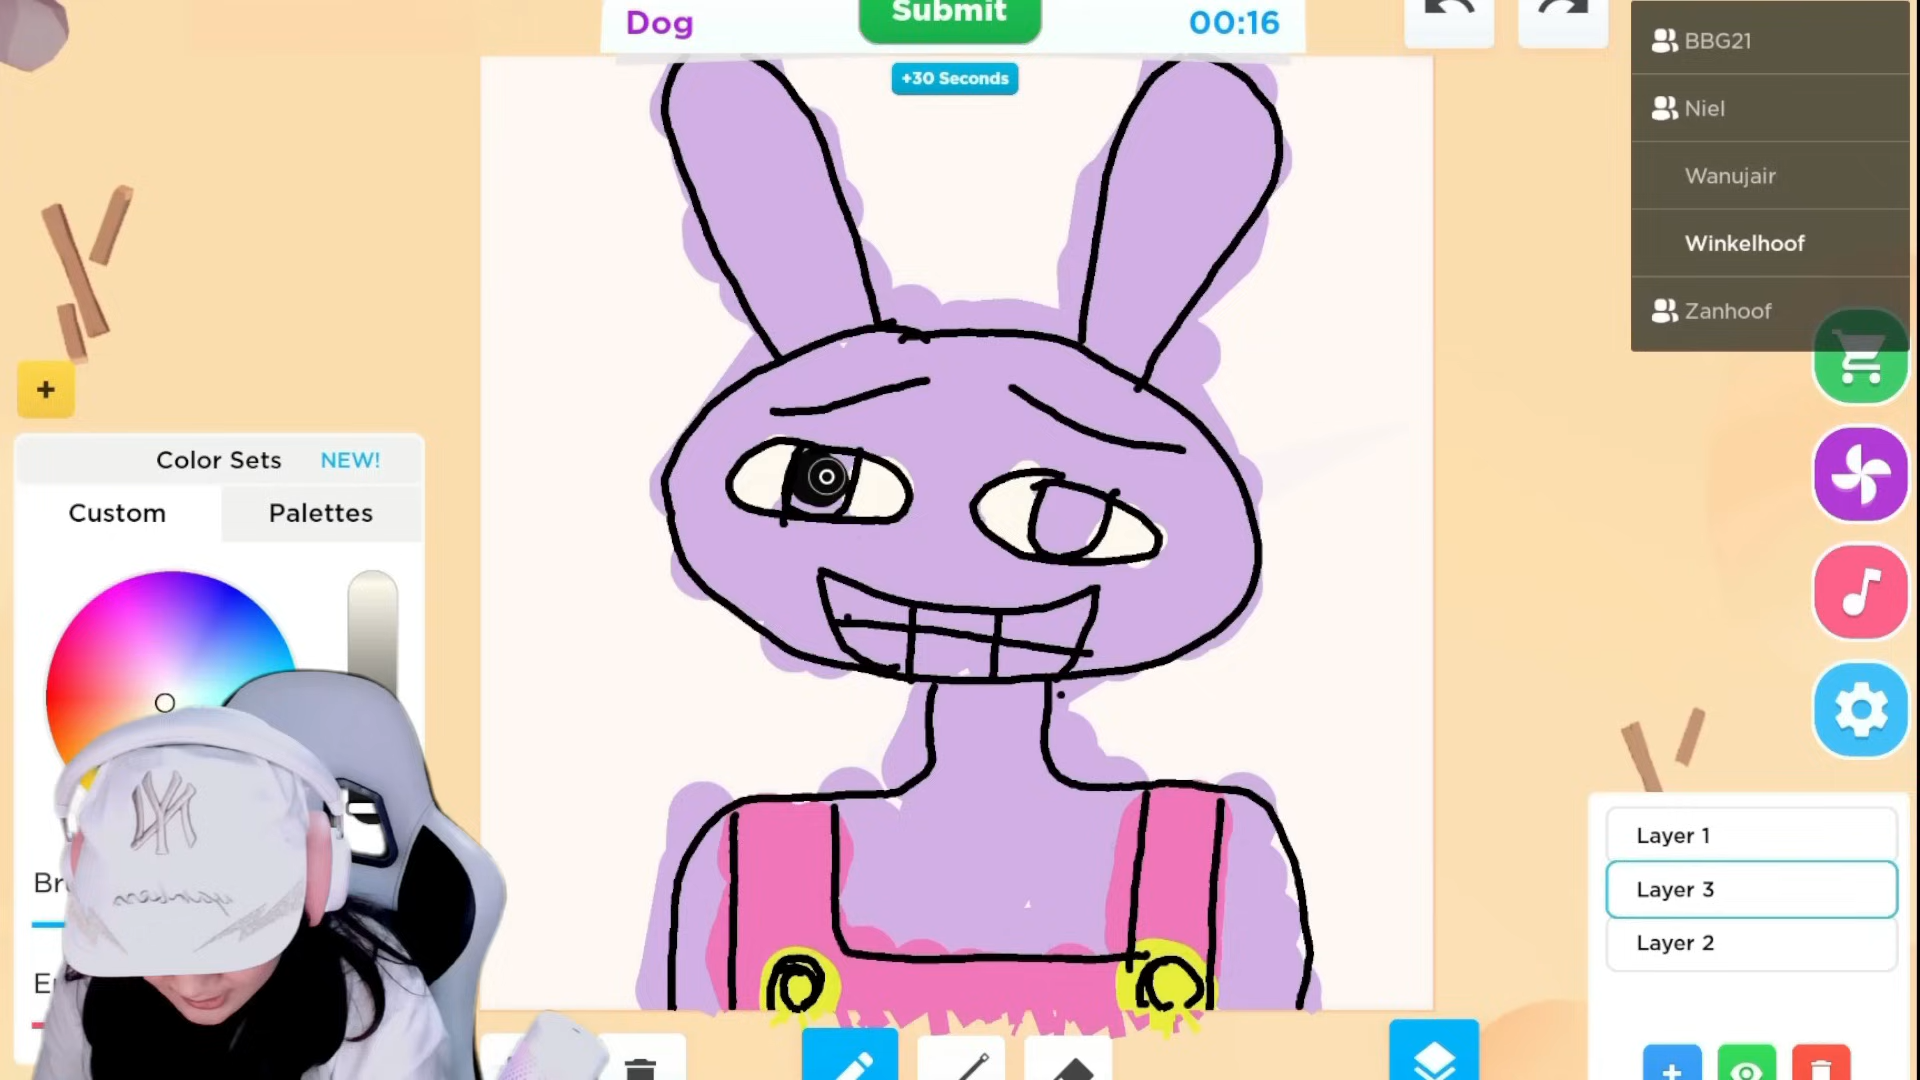 Dog
Submit
00:16
+30 Seconds
BBG21
Niel
Wanujair
Winkelhoof
Zanhoof
+
Color Sets
NEW!
Custom
Palettes
Layer 1
Layer 3
Layer 2
NY